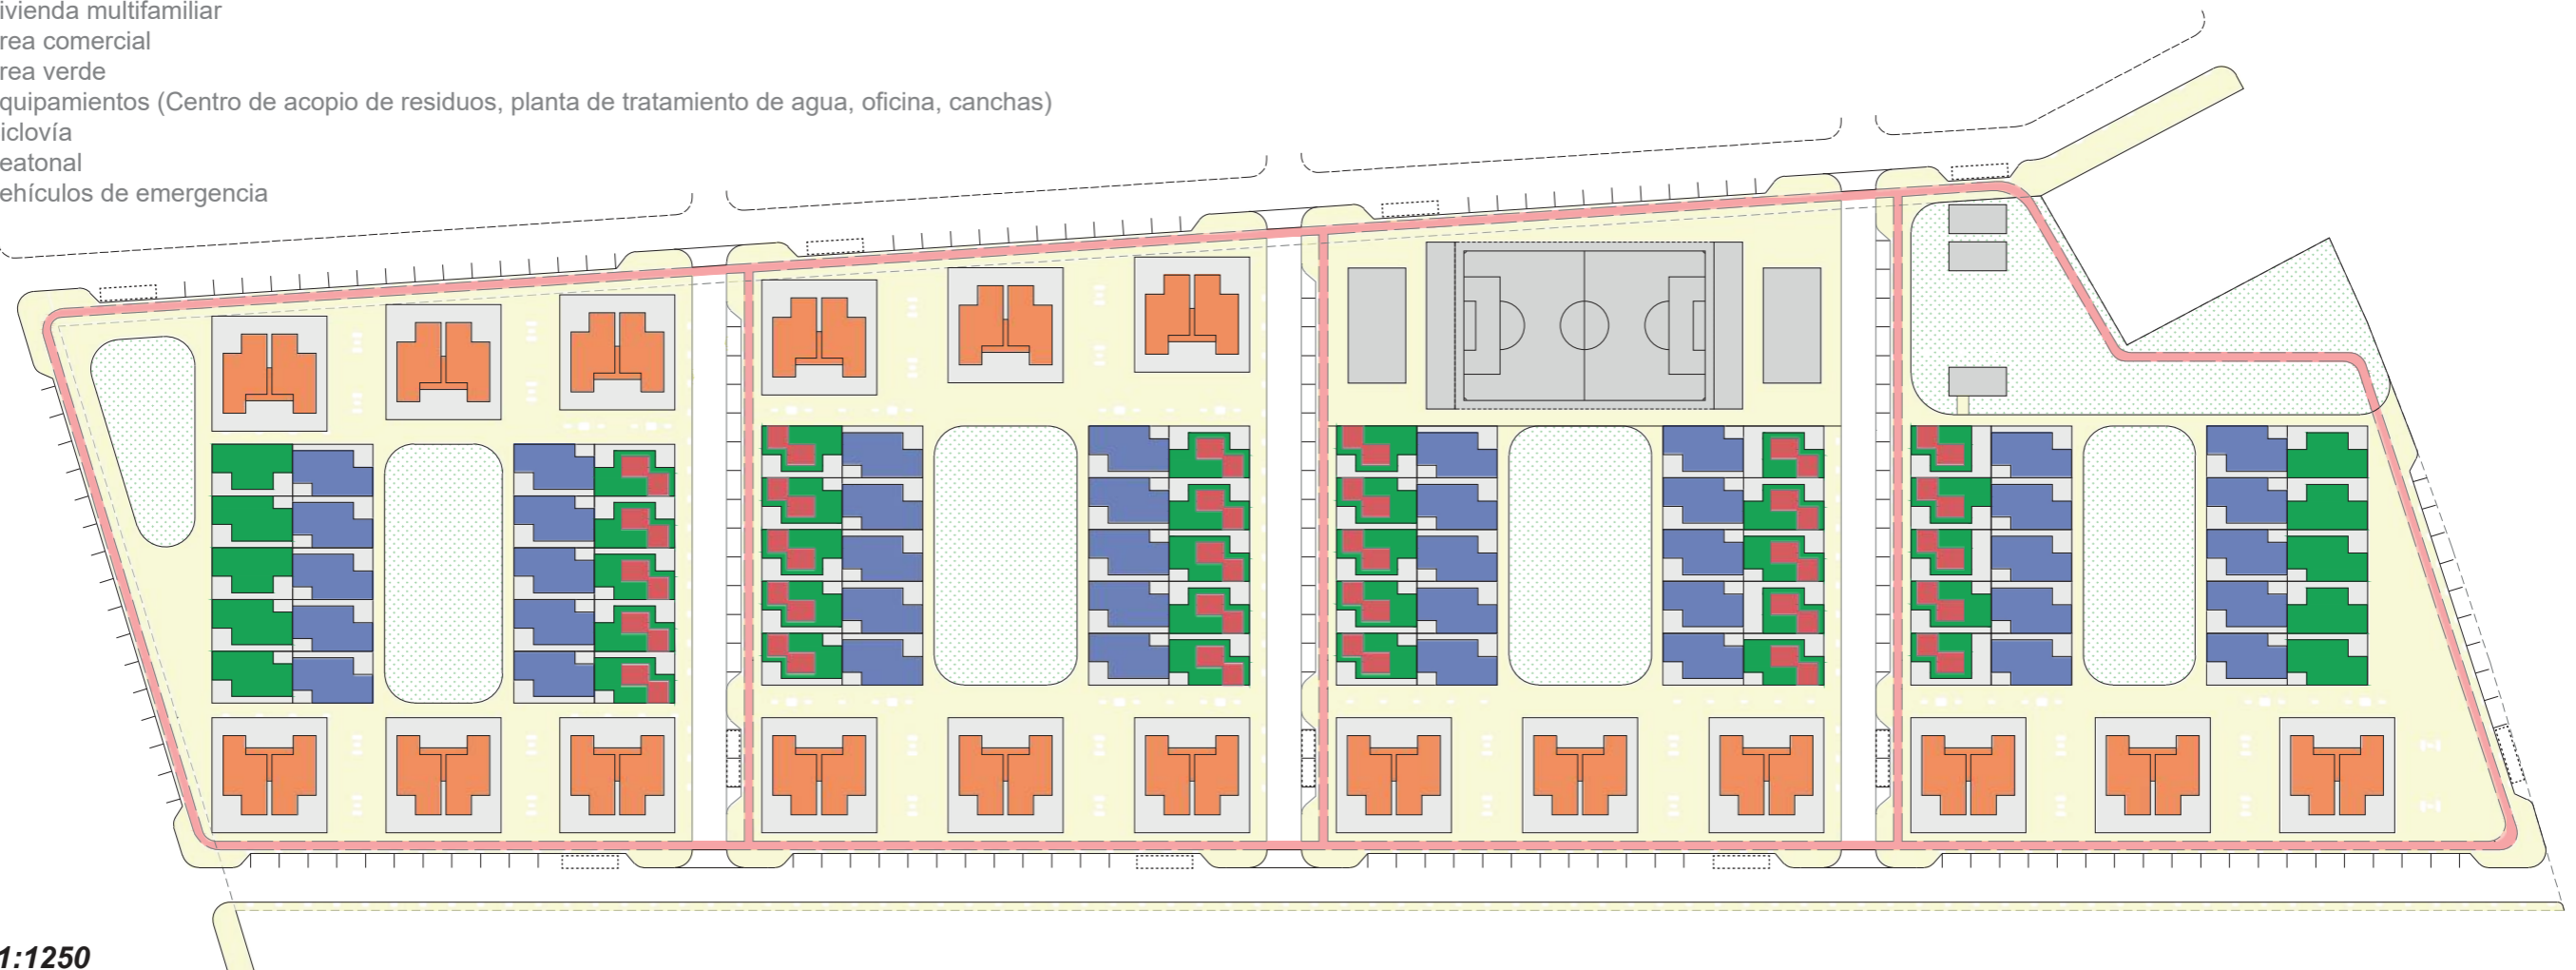 ivienda multifamiliar
rea comercial
rea verde
quipamientos (Centro de acopio de residuos, planta de tratamiento de agua, oficina, canchas)
iclovía
eatonal
ehículos de emergencia
1:1250